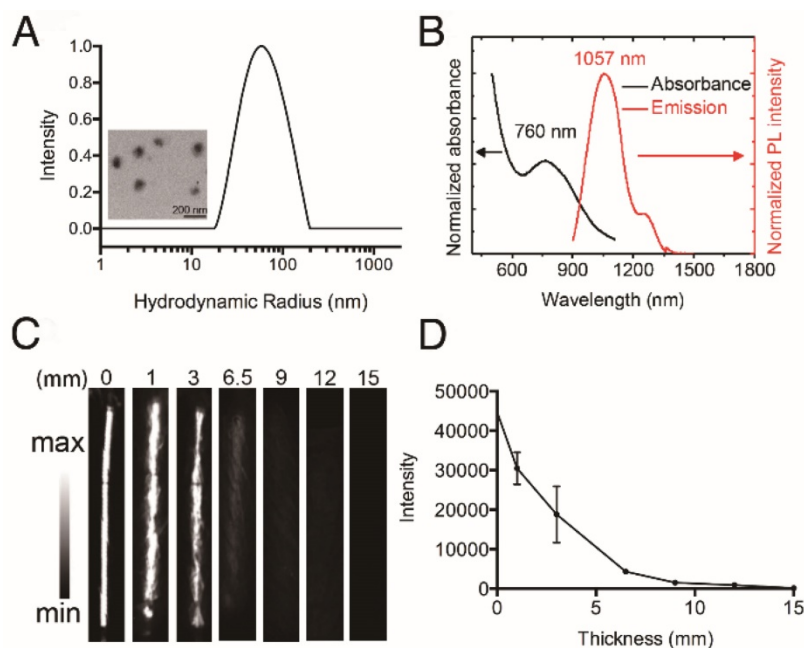 A
1.0
0.8
0.6
0.4
0.2
0.0
Intensity
200 nm
1 10 100 1000
Hydrodynamic Radius (nm)
B
1057 nm
Absorbance
Emission
760 nm
Normalized absorbance
Normalized PL intensity
600 900 1200 1500 1800
Wavelength (nm)
C
(mm) 0 1 3 6.5 9 12 15
max
min
D
50000
40000
30000
20000
10000
0
Intensity
0 5 10 15
Thickness (mm)